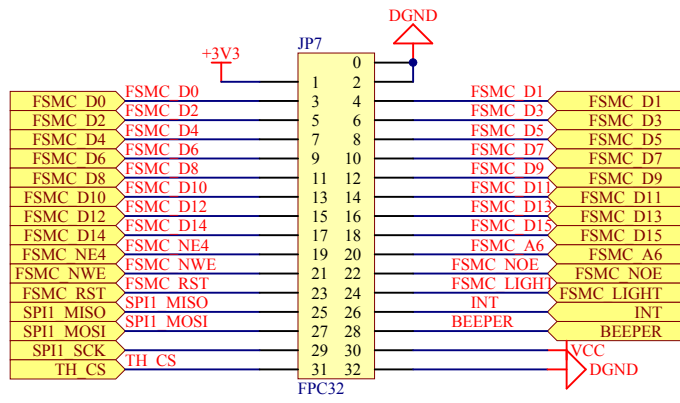 DGND
JP7
+3V3
0
1 2
FSMC_D0 FSMC_D0 3 4 FSMC_D1 FSMC_D1
FSMC_D2 FSMC_D2 5 6 FSMC_D3 FSMC_D3
FSMC_D4 FSMC_D4 7 8 FSMC_D5 FSMC_D5
FSMC_D6 FSMC_D6 9 10 FSMC_D7 FSMC_D7
FSMC_D8 FSMC_D8 11 12 FSMC_D9 FSMC_D9
FSMC_D10 FSMC_D10 13 14 FSMC_D11 FSMC_D11
FSMC_D12 FSMC_D12 15 16 FSMC_D13 FSMC_D13
FSMC_D14 FSMC_D14 17 18 FSMC_D15 FSMC_D15
FSMC_NE4 FSMC_NE4 19 20 FSMC_A6 FSMC_A6
FSMC_NWE FSMC_NWE 21 22 FSMC_NOE FSMC_NOE
FSMC_RST FSMC_RST 23 24 FSMC_LIGHT FSMC_LIGHT
SPI1_MISO SPI1_MISO 25 26 INT INT
SPI1_MOSI SPI1_MOSI 27 28 BEEPER BEEPER
SPI1_SCK 29 30 VCC
TH_CS TH_CS 31 32 DGND
FPC32